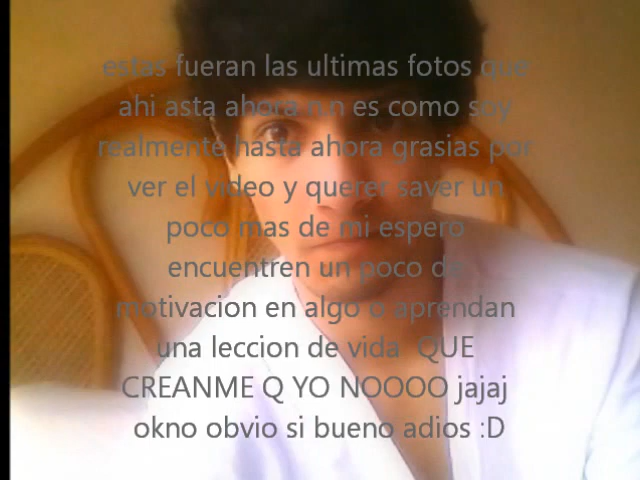 estas fueran las ultimas fotos que
ahi asta ahora n.n es como soy
realmente hasta ahora grasias por
ver el video y querer saver un
poco mas de mi espero
encuentren un poco de
motivacion en algo o aprendan
una leccion de vida QUE
CREANME Q YO NOOOO jajaj
okno obvio si bueno adios :D